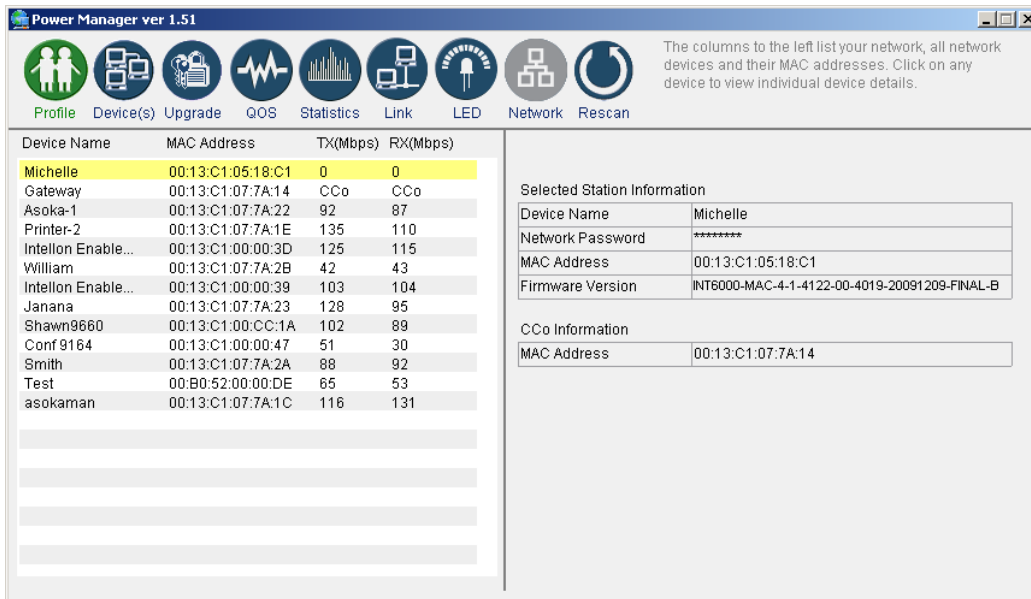 Power Manager ver 1.51
The columns to the left list your network, all network
devices and their MAC addresses. Click on any
device to view individual device details.
Profile Device(s) Upgrade QOS Statistics Link LED Network Rescan
Device Name MAC Address TX(Mbps) RX(Mbps)
Michelle 00:13:C1:05:18:C1 0 0
Gateway 00:13:C1:07:7A:14 CCo CCo
Asoka-1 00:13:C1:07:7A:22 92 87
Printer-2 00:13:C1:07:7A:1E 135 110
Intellon Enable... 00:13:C1:00:00:3D 125 115
William 00:13:C1:07:7A:2B 42 43
Intellon Enable... 00:13:C1:00:00:39 103 104
Janana 00:13:C1:07:7A:23 128 95
Shawn9660 00:13:C1:00:CC:1A 102 89
Conf 9164 00:13:C1:00:00:47 51 30
Smith 00:13:C1:07:7A:2A 88 92
Test 00:B0:52:00:00:DE 65 53
asokaman 00:13:C1:07:7A:1C 116 131
Selected Station Information
Device Name Michelle
Network Password ********
MAC Address 00:13:C1:05:18:C1
Firmware Version INT6000-MAC-4-1-4122-00-4019-20091209-FINAL-B
CCo Information
MAC Address 00:13:C1:07:7A:14